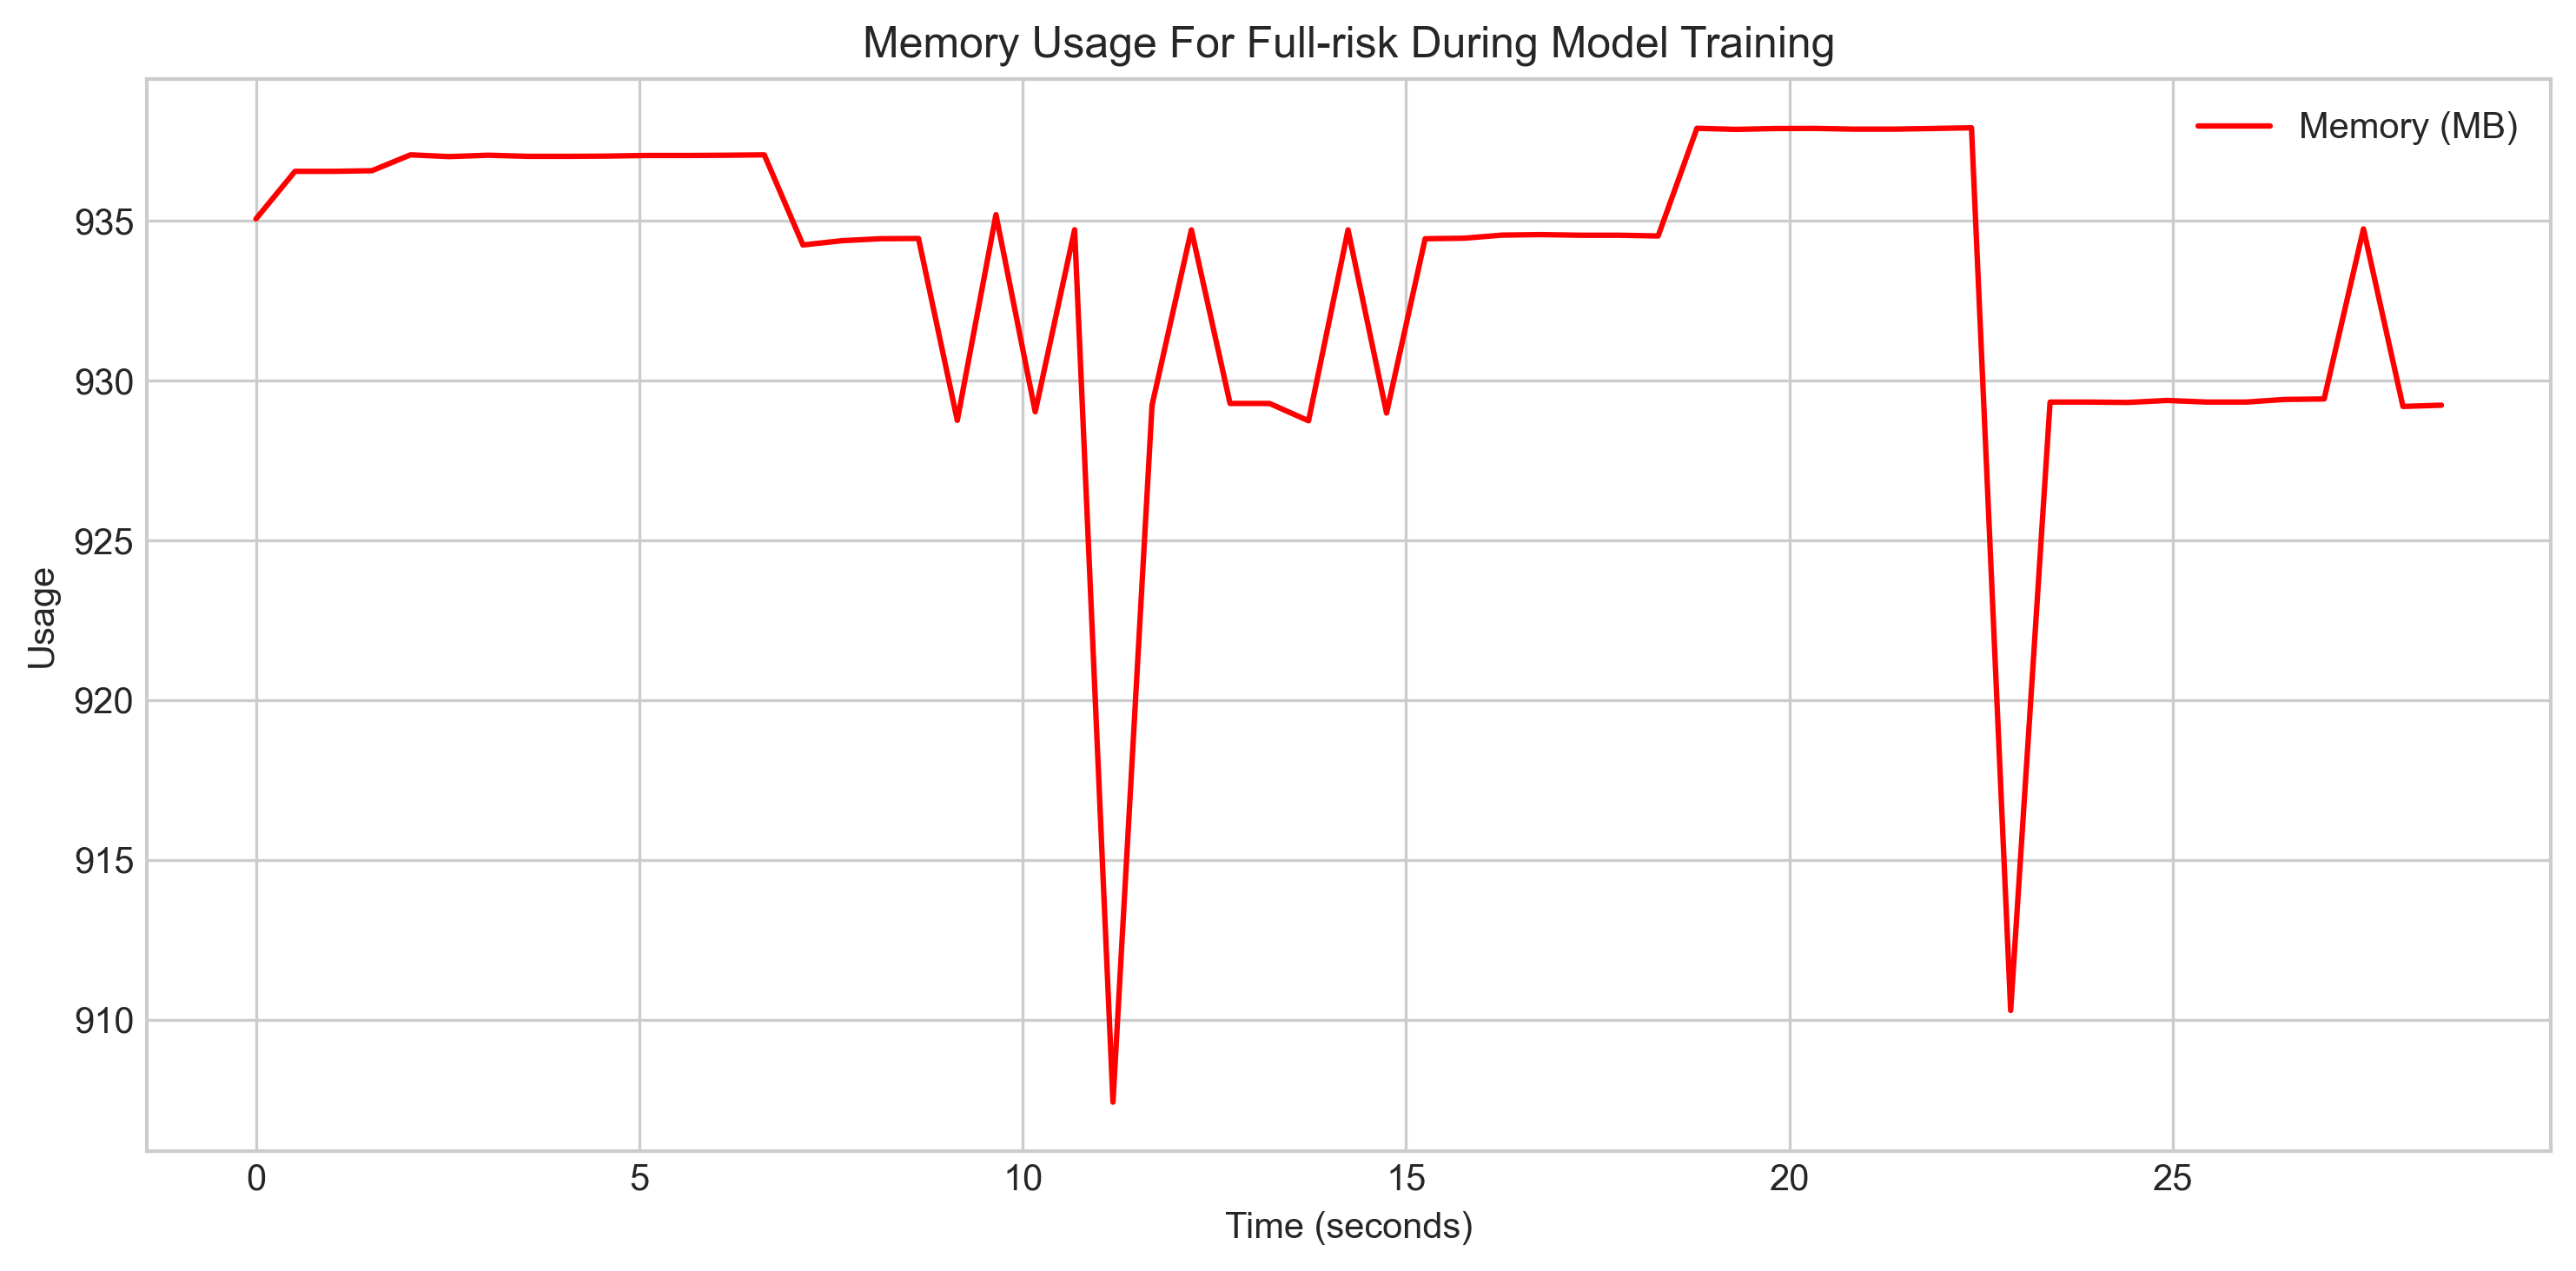 Memory Usage For Full-risk During Model Training
Memory (MB)
935
930
925
920
915
910
Usage
0 5 10 15 20 25
Time (seconds)